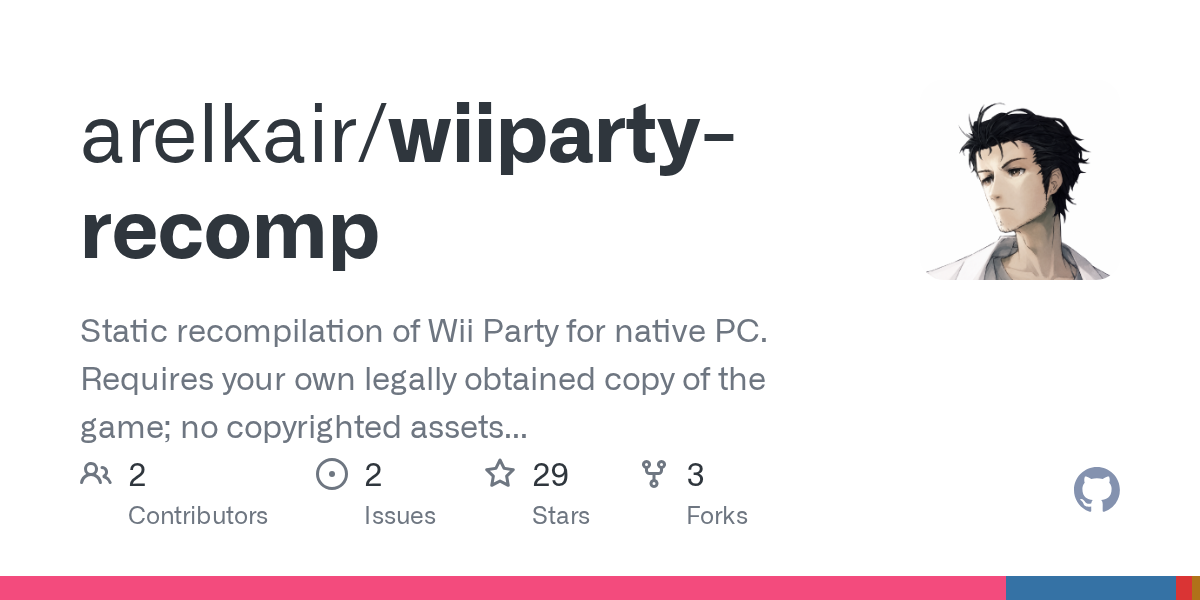 arelkair/wiiparty-
recomp
Static recompilation of Wii Party for native PC.
Requires your own legally obtained copy of the
game; no copyrighted assets...
2 2 29 3
Contributors Issues Stars Forks